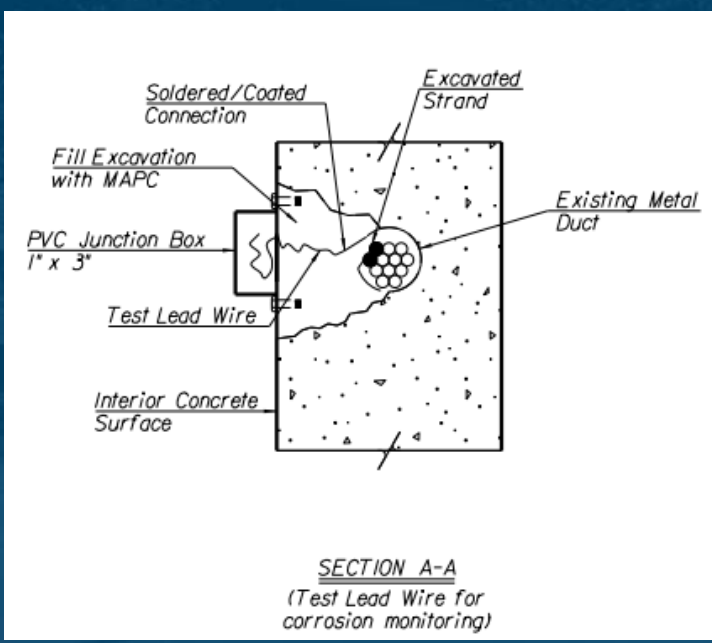 Excavated
Strand
Soldered/Coated
Connection
Fill Excavation
with MAPC
Existing Metal
Duct
PVC Junction Box
1" x 3"
Test Lead Wire
Interior Concrete
Surface
SECTION A-A
(Test Lead Wire for
corrosion monitoring)